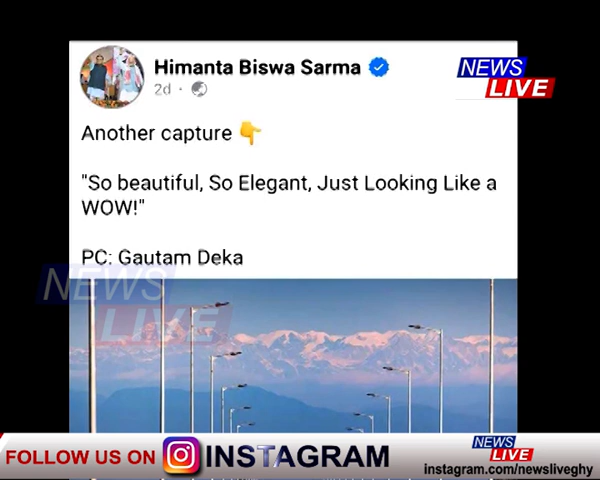 Himanta Biswa Sarma
2d ·
NEWS
LIVE
Another capture 👇
"So beautiful, So Elegant, Just Looking Like a
WOW!"
PC: Gautam Deka
NEWS
LIVE
FOLLOW US ON INSTAGRAM
NEWS
LIVE
instagram.com/newsliveghy